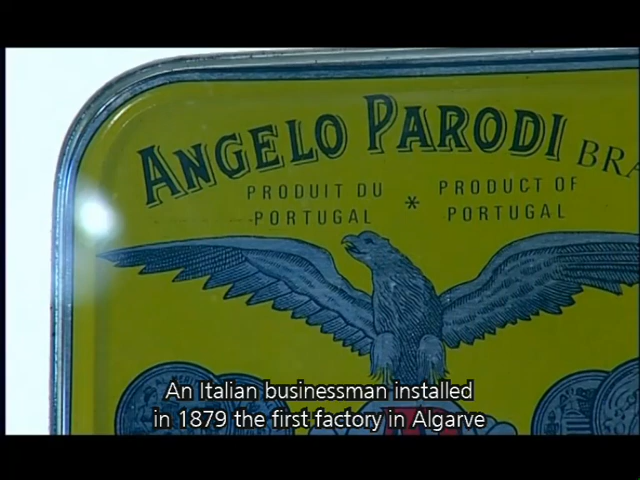 ANGELO PARODI BRA
PRODUIT DU * PRODUCT OF
PORTUGAL PORTUGAL
An Italian businessman installed
in 1879 the first factory in Algarve